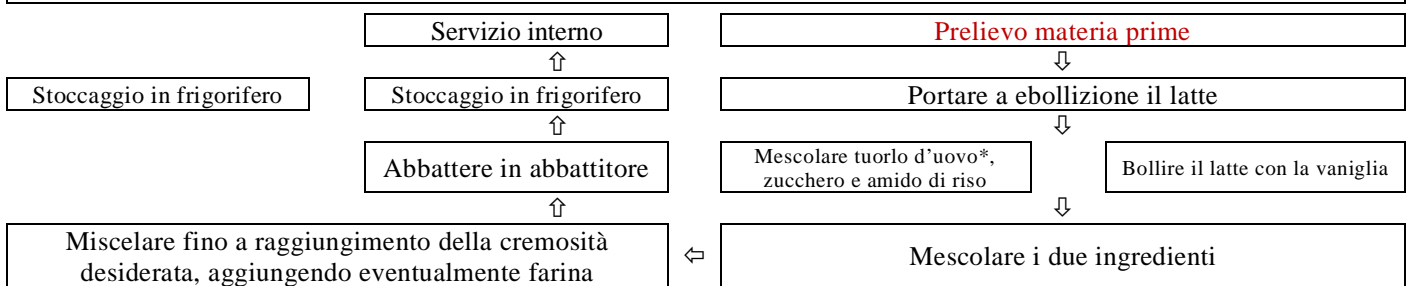 Servizio interno
Prelievo materia prime
⇧
⇩
Stoccaggio in frigorifero
Stoccaggio in frigorifero
Portare a ebollizione il latte
⇧
⇩
Abbattere in abbattitore
Mescolare tuorlo d'uovo*,
zucchero e amido di riso
Bollire il latte con la vaniglia
⇧
⇩
Miscelare fino a raggiungimento della cremosità
desiderata, aggiungendo eventualmente farina
⇦
Mescolare i due ingredienti